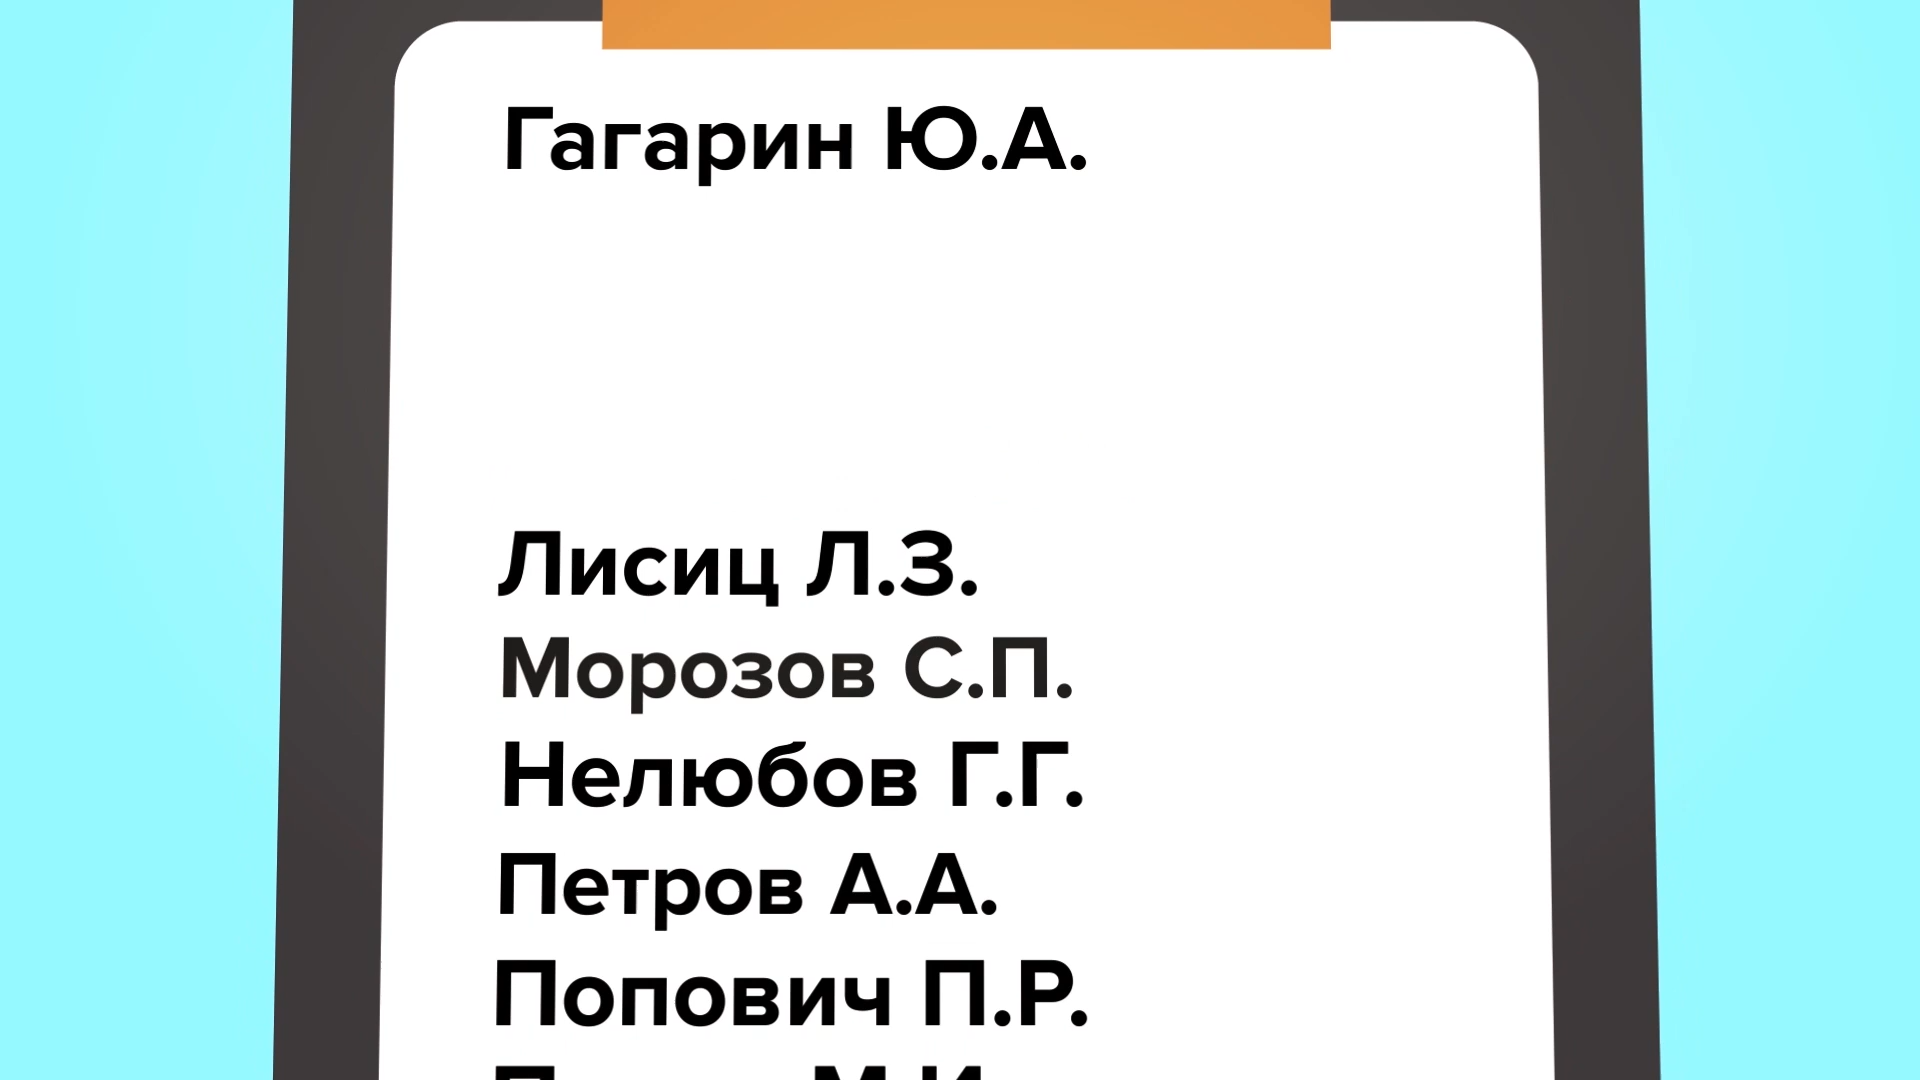 Гагарин Ю.А.
Лисиц Л.З.
Морозов С.П.
Нелюбов Г.Г.
Петров А.А.
Попович П.Р.